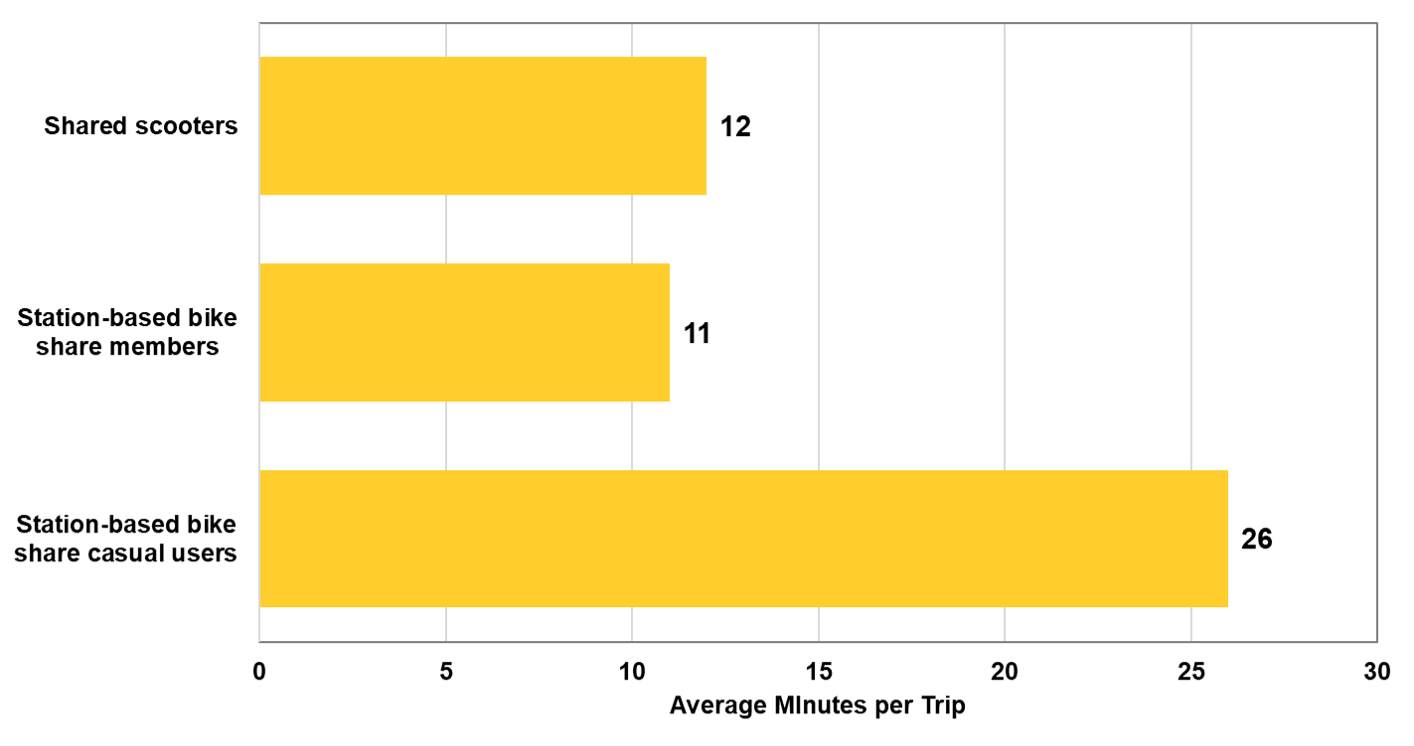 Shared scooters
12
Station-based bike
share members
11
Station-based bike
share casual users
26
0 5 10 15 20 25 30
Average MInutes per Trip